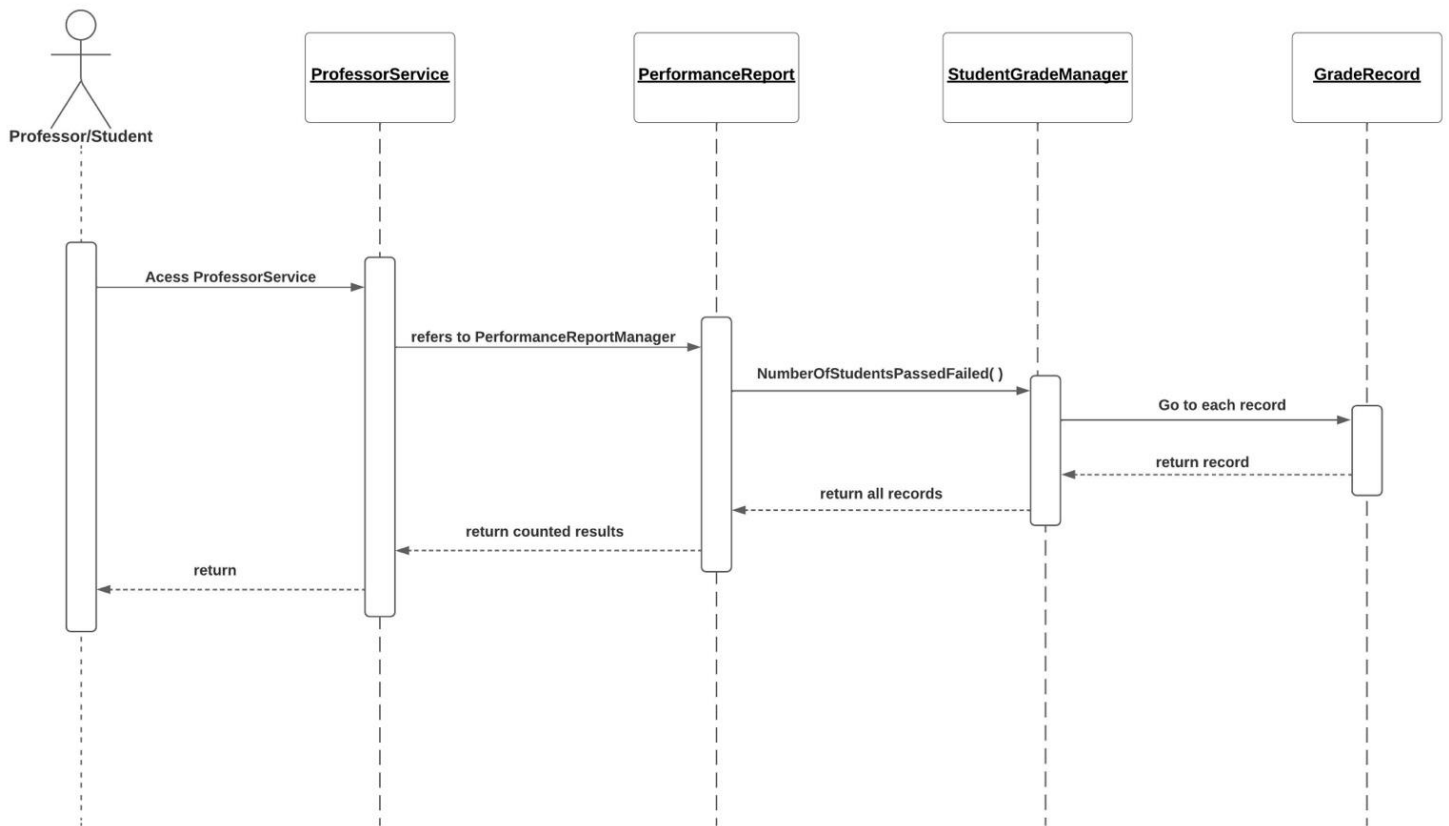 ProfessorService
PerformanceReport
StudentGradeManager
GradeRecord
Professor/Student
Acess ProfessorService
refers to PerformanceReportManager
NumberOfStudentsPassedFailed( )
Go to each record
return record
return all records
return counted results
return